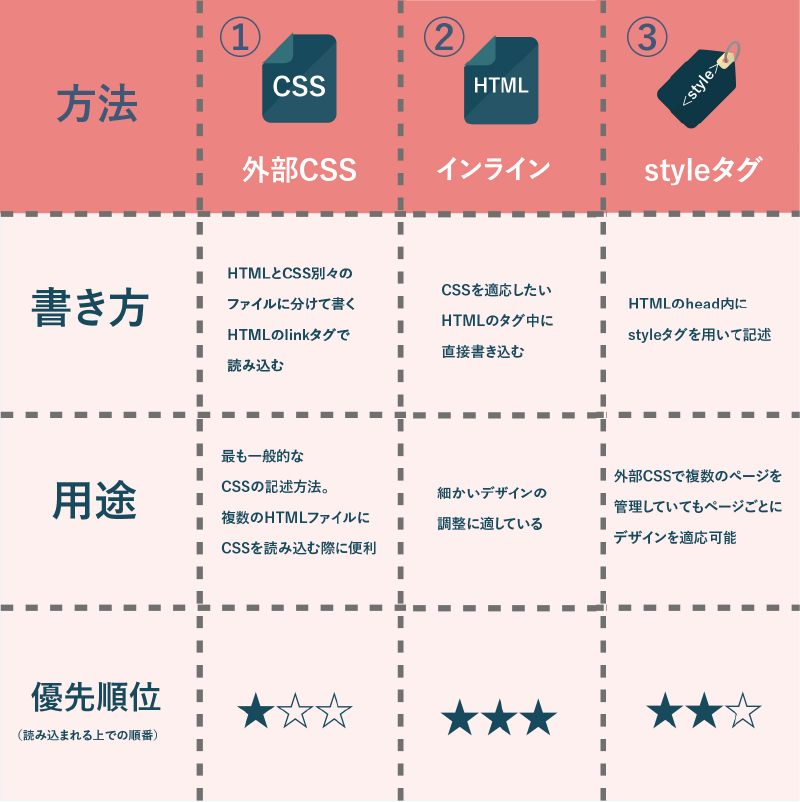 方法
①
CSS
外部CSS
②
HTML
インライン
③
<style>
styleタグ
書き方
HTMLとCSS別々の
ファイルに分けて書く
HTMLのlinkタグで
読み込む
CSSを適応したい
HTMLのタグ中に
直接書き込む
HTMLのhead内に
styleタグを用いて記述
用途
最も一般的な
CSSの記述方法。
複数のHTMLファイルに
CSSを読み込む際に便利
細かいデザインの
調整に適している
外部CSSで複数のページを
管理していてもページごとに
デザインを適応可能
優先順位
（読み込まれる上での順番）
★☆☆
★★★
★★☆